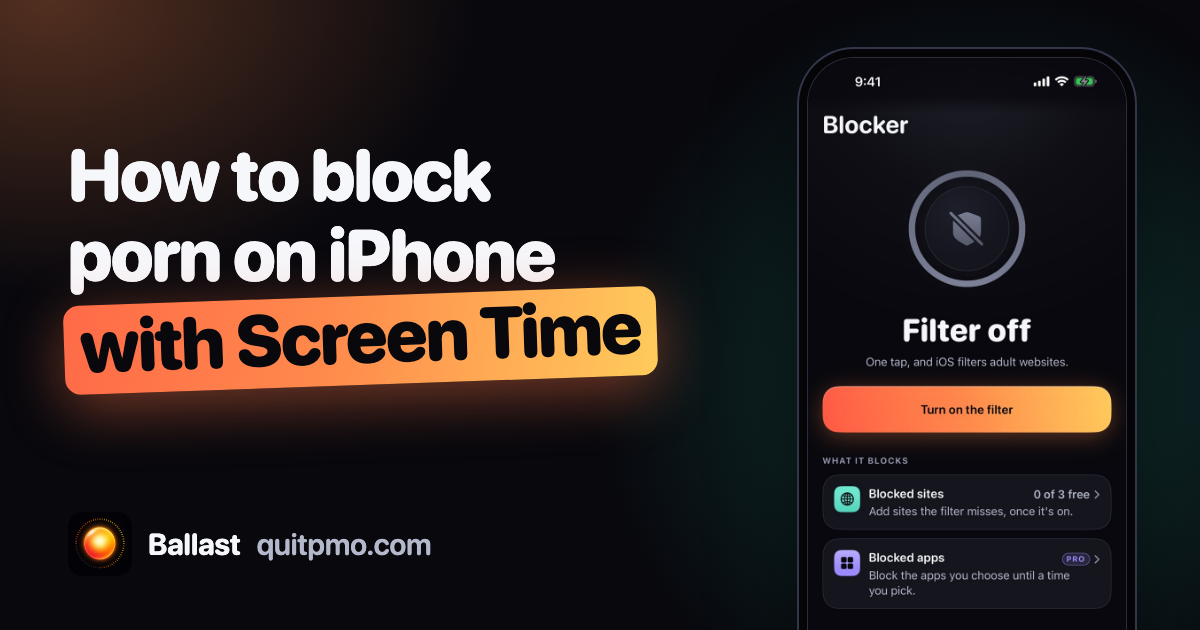 How to block
porn on iPhone
with Screen Time
Ballast quitpmo.com
9:41
Blocker
Filter off
One tap, and iOS filters adult websites.
Turn on the filter
WHAT IT BLOCKS
Blocked sites 0 of 3 free
Add sites the filter misses, once it's on.
Blocked apps PRO
Block the apps you choose until a time
you pick.